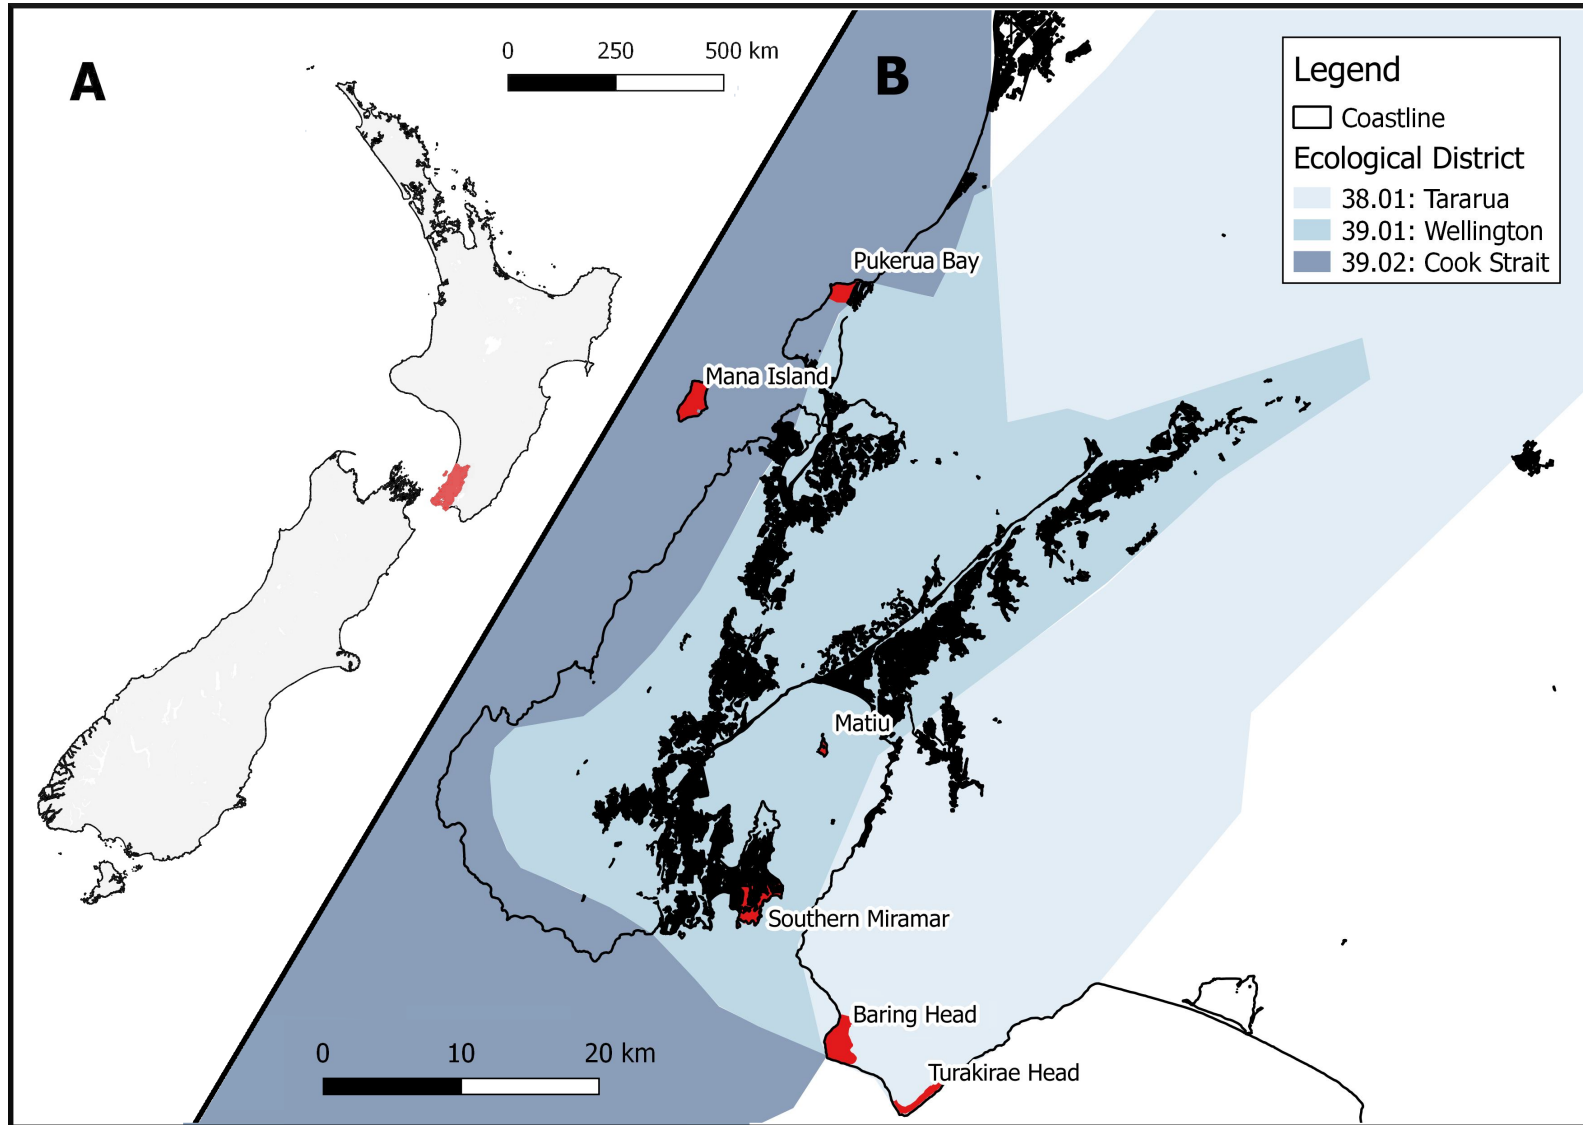 A
0 250 500 km
B
Legend
Coastline
Ecological District
38.01: Tararua
39.01: Wellington
39.02: Cook Strait
Pukerua Bay
Mana Island
Matiu
Southern Miramar
Baring Head
Turakirae Head
0 10 20 km